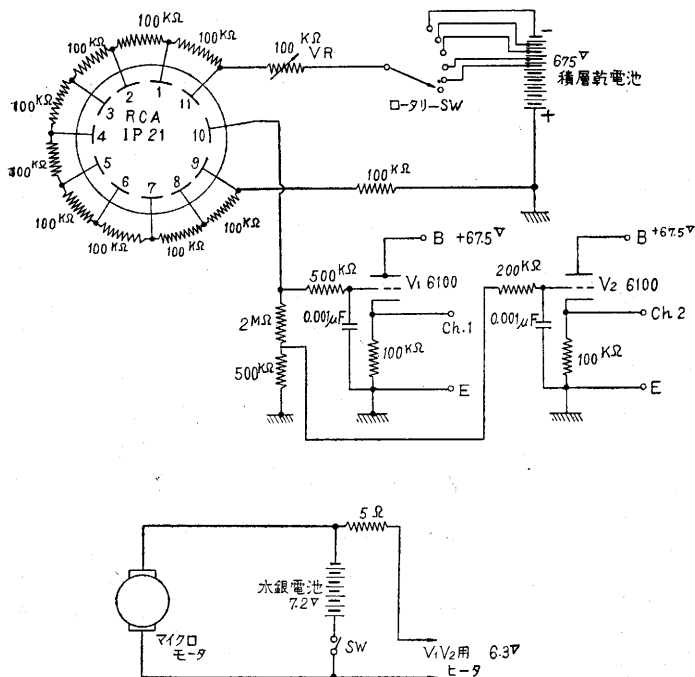 100KΩ
100KΩ
100KΩ
100KΩ
100KΩ
100KΩ
100KΩ
100KΩ
100KΩ
100KΩ
1
2
3
4
5
6
7
8
9
10
11
RCA
IP21
100KΩ
VR
ロータリーSW
−
675V
積層乾電池
+
100KΩ
B +67.5V
500KΩ
V1 6100
0.001μF
Ch.1
2MΩ
500KΩ
100KΩ
E
B +67.5V
200KΩ
V2 6100
0.001μF
Ch.2
100KΩ
E
5Ω
水銀電池
7.2V
SW
マイクロ
モータ
V1V2用 6.3V
ヒータ